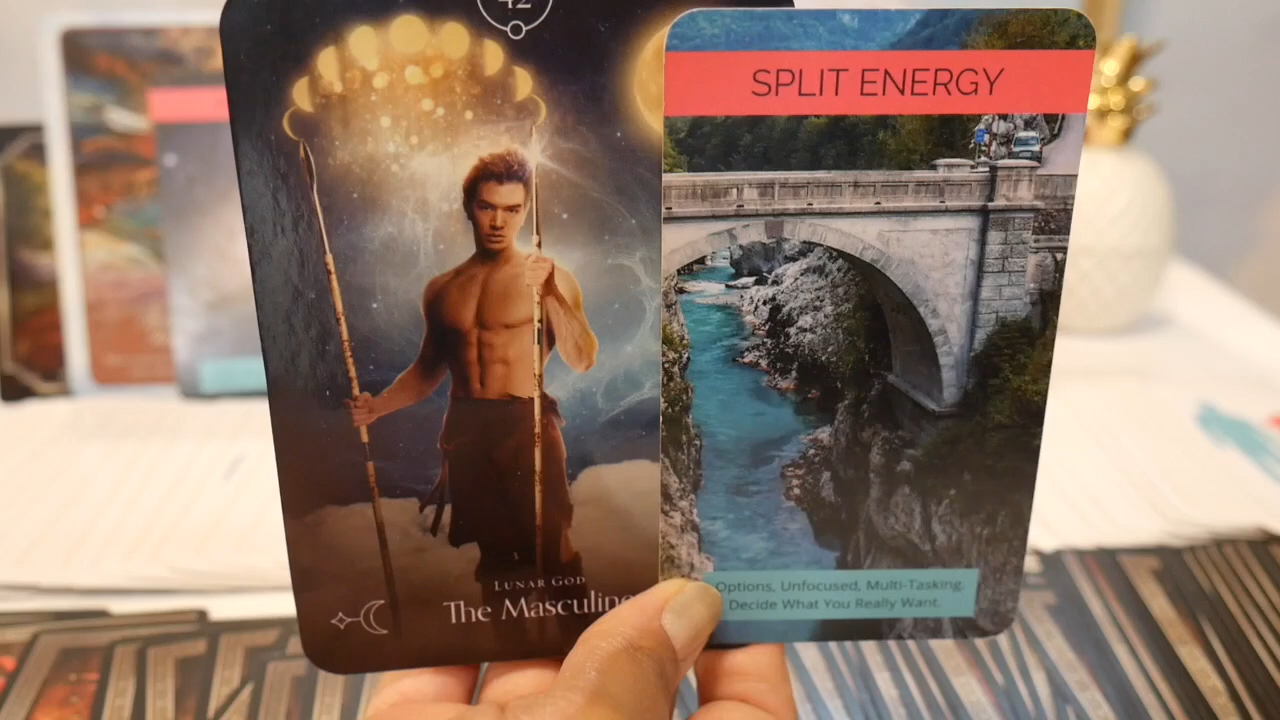 42
LUNAR GOD
The Masculine
SPLIT ENERGY
Options, Unfocused, Multi-Tasking.
Decide What You Really Want.